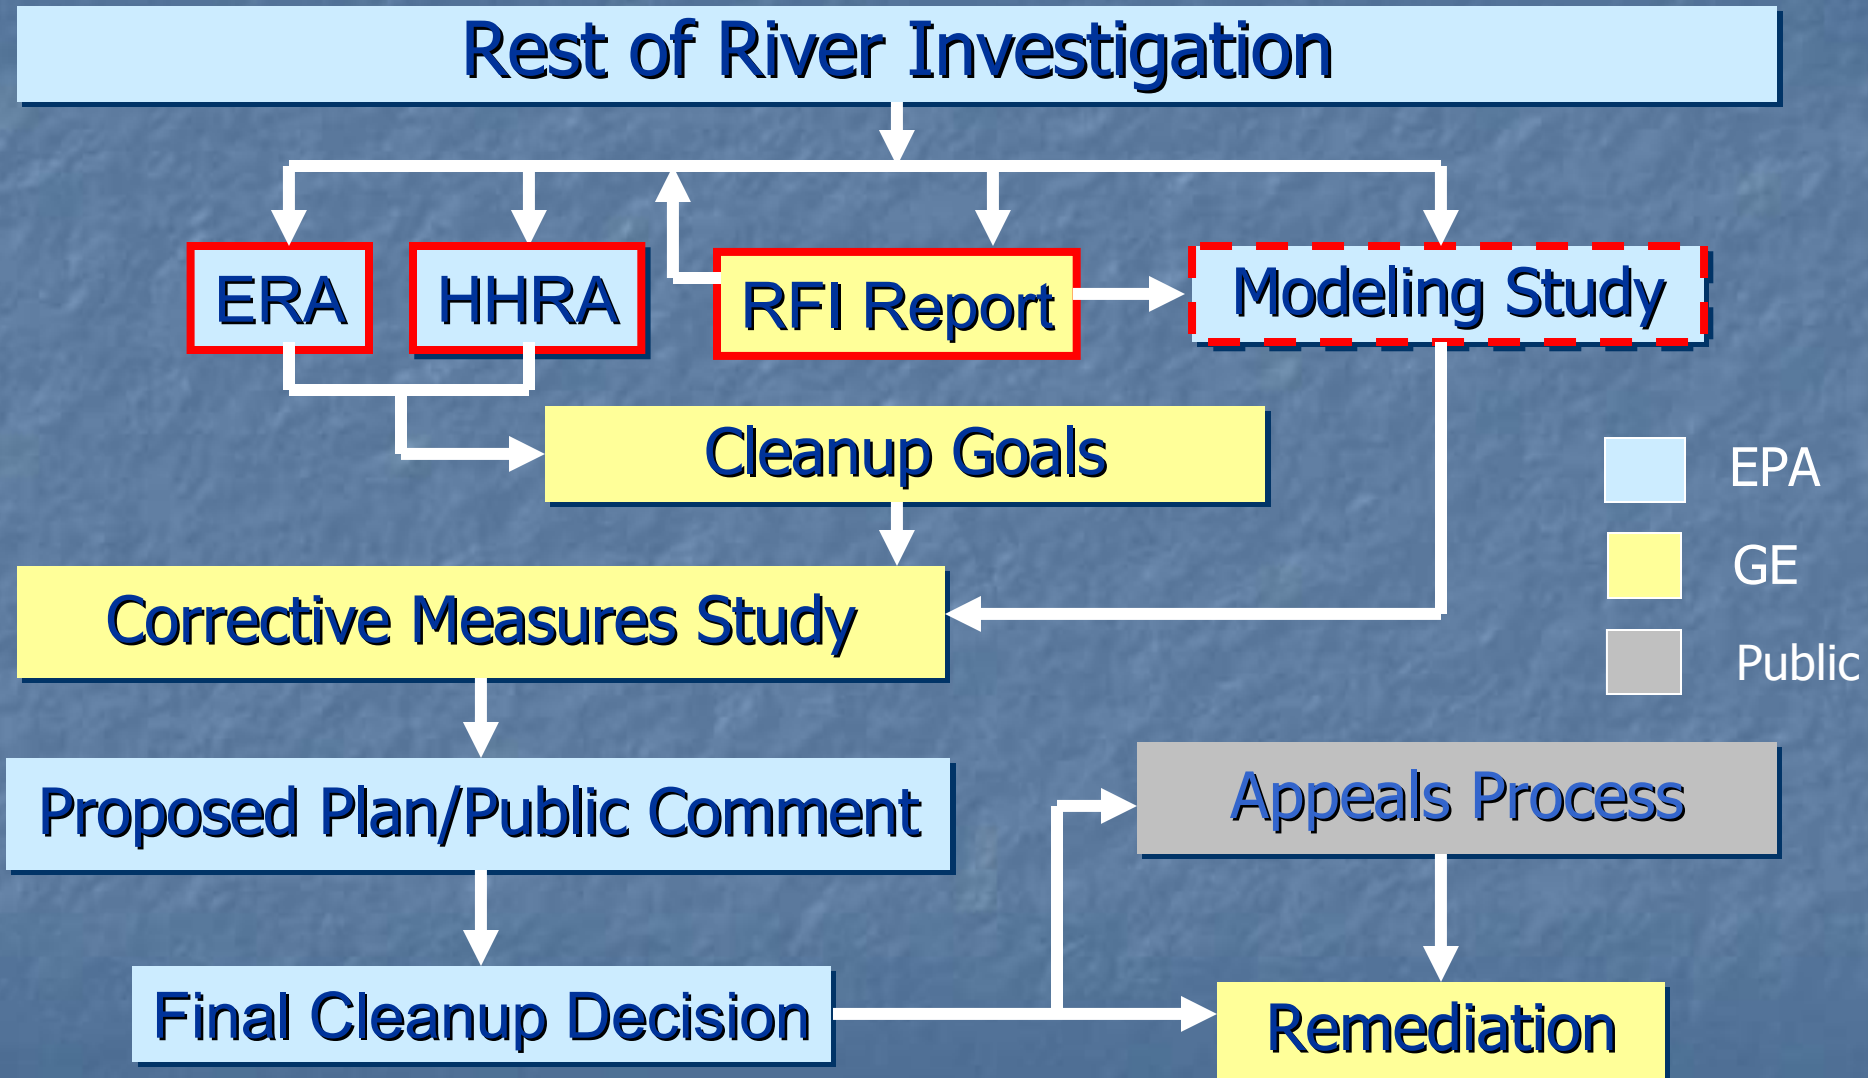 Rest of River Investigation
ERA
HHRA
RFI Report
Modeling Study
Cleanup Goals
EPA
GE
Corrective Measures Study
Public
Proposed Plan/Public Comment
Appeals Process
Final Cleanup Decision
Remediation